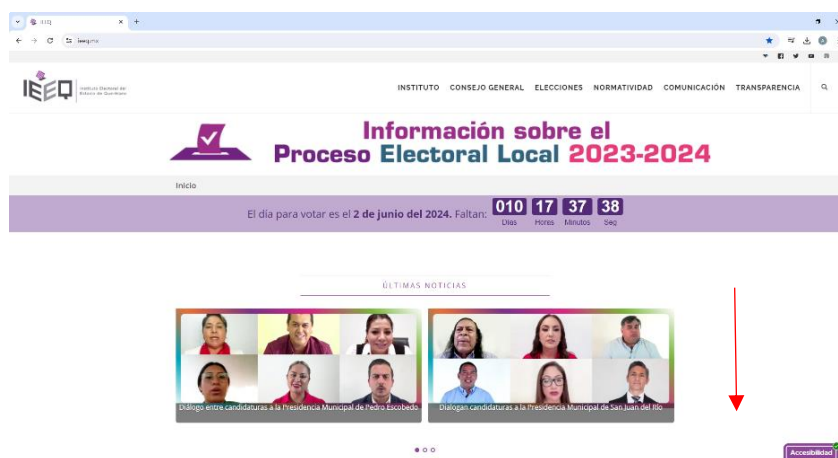 IEEQ
ieeq.mx
IEEQ
Instituto Electoral del
Estado de Querétaro
INSTITUTO CONSEJO GENERAL ELECCIONES NORMATIVIDAD COMUNICACIÓN TRANSPARENCIA
Información sobre el
Proceso Electoral Local 2023-2024
Inicio
El día para votar es el 2 de junio del 2024. Faltan: 010 17 37 38
Días Horas Minutos Seg
ÚLTIMAS NOTICIAS
Diálogo entre candidaturas a la Presidencia Municipal de Pedro Escobedo
Dialogan candidaturas a la Presidencia Municipal de San Juan del Río
Accesibilidad